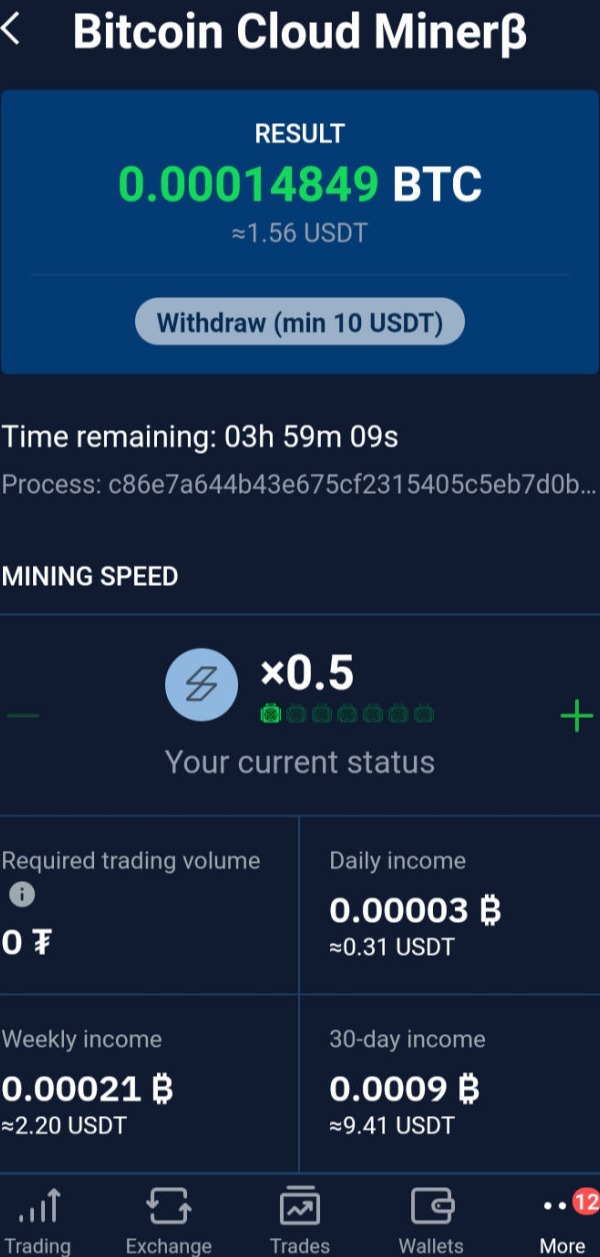 Bitcoin Cloud Minerβ
RESULT
0.00014849 BTC
≈1.56 USDT
Withdraw (min 10 USDT)
Time remaining: 03h 59m 09s
Process: c86e7a644b43e675cf2315405c5eb7d0b...
MINING SPEED
×0.5
Your current status
Required trading volume
0 ₮
Daily income
0.00003 ₿
≈0.31 USDT
Weekly income
0.00021 ₿
≈2.20 USDT
30-day income
0.0009 ₿
≈9.41 USDT
12
Trading Exchange Trades Wallets More